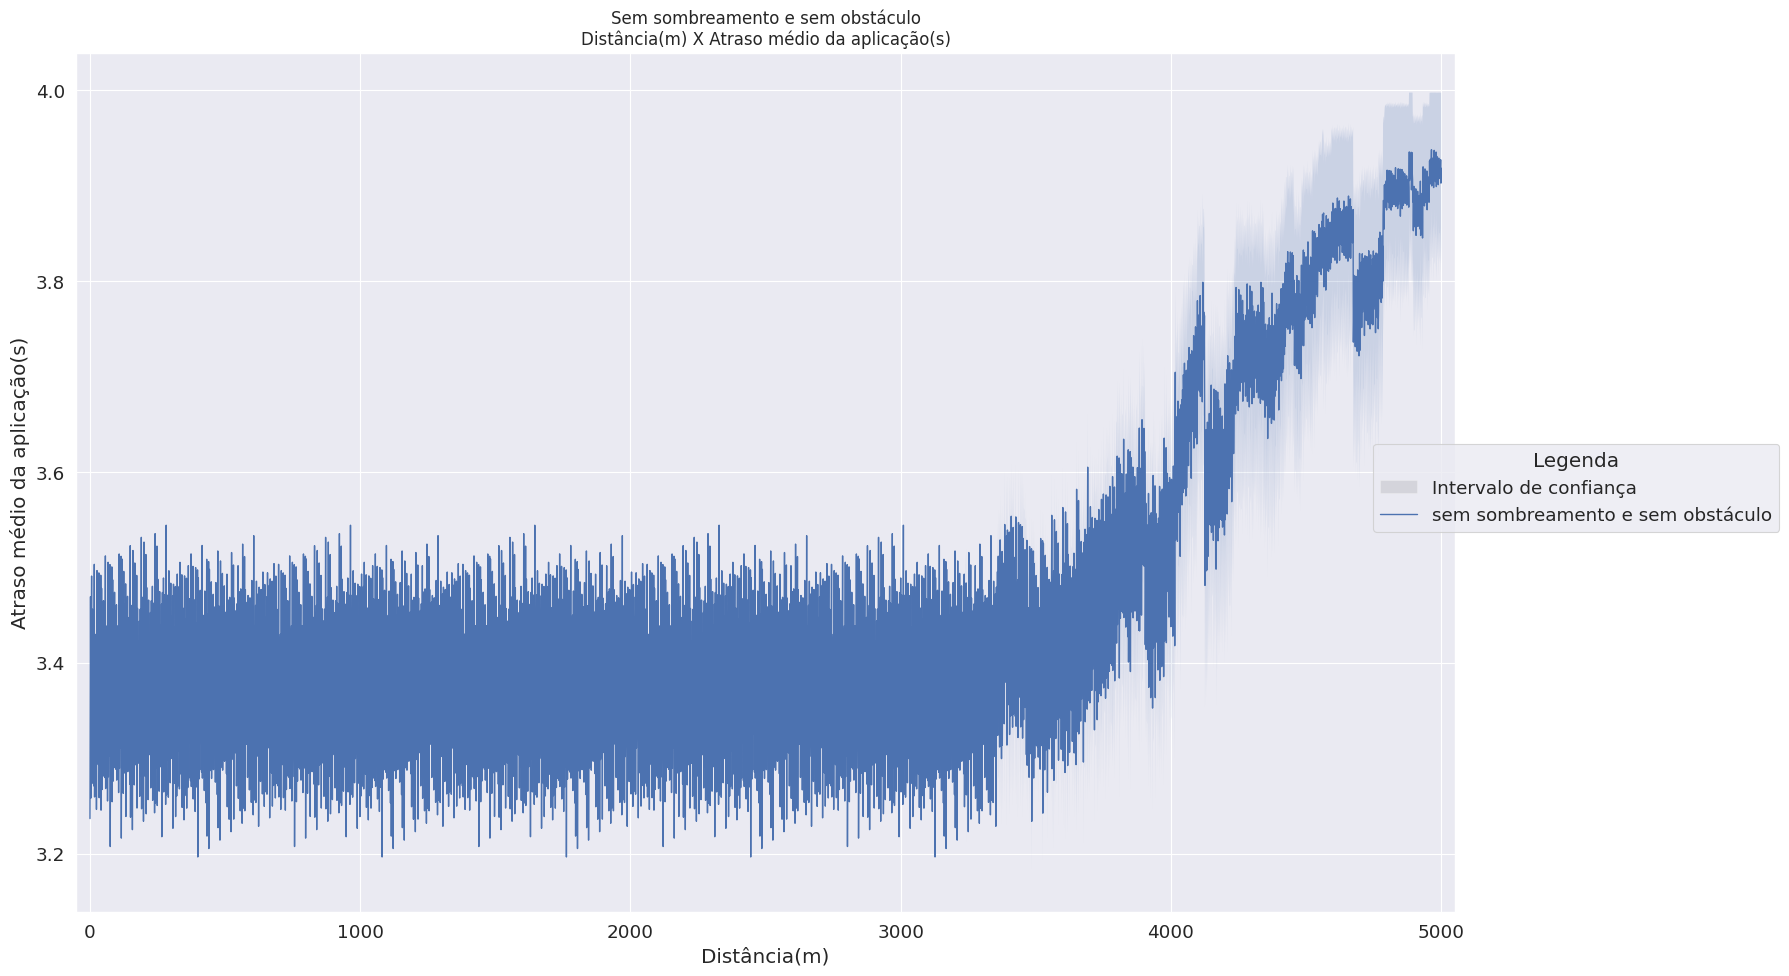 Sem sombreamento e sem obstáculo
Distância(m) X Atraso médio da aplicação(s)
Atraso médio da aplicação(s)
4.0
3.8
3.6
3.4
3.2
0
1000
2000
3000
4000
5000
Distância(m)
Legenda
Intervalo de confiança
sem sombreamento e sem obstáculo